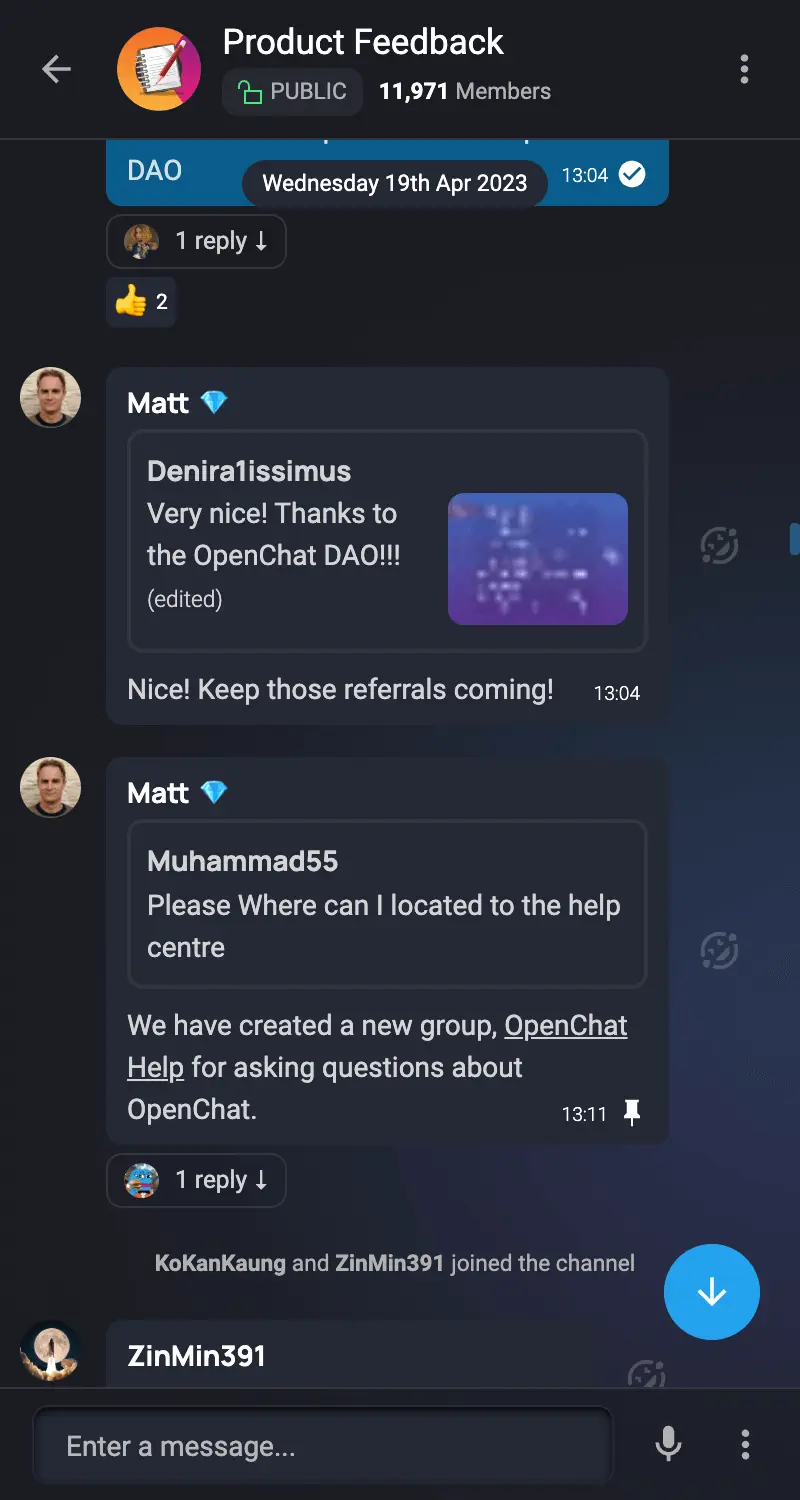 Product Feedback
PUBLIC 11,971 Members
DAO
13:04
Wednesday 19th Apr 2023
1 reply ↓
👍 2
Matt 💎
Denira1issimus
Very nice! Thanks to
the OpenChat DAO!!!
(edited)
Nice! Keep those referrals coming! 13:04
Matt 💎
Muhammad55
Please Where can I located to the help
centre
We have created a new group, OpenChat
Help for asking questions about
OpenChat. 13:11
1 reply ↓
KoKanKaung and ZinMin391 joined the channel
ZinMin391
Enter a message...